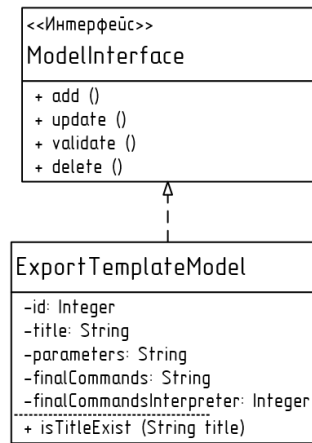 <<Интерфейс>>
ModelInterface
+ add ()
+ update ()
+ validate ()
+ delete ()
ExportTemplateModel
-id: Integer
-title: String
-parameters: String
-finalCommands: String
-finalCommandsInterpreter: Integer
+ isTitleExist (String title)